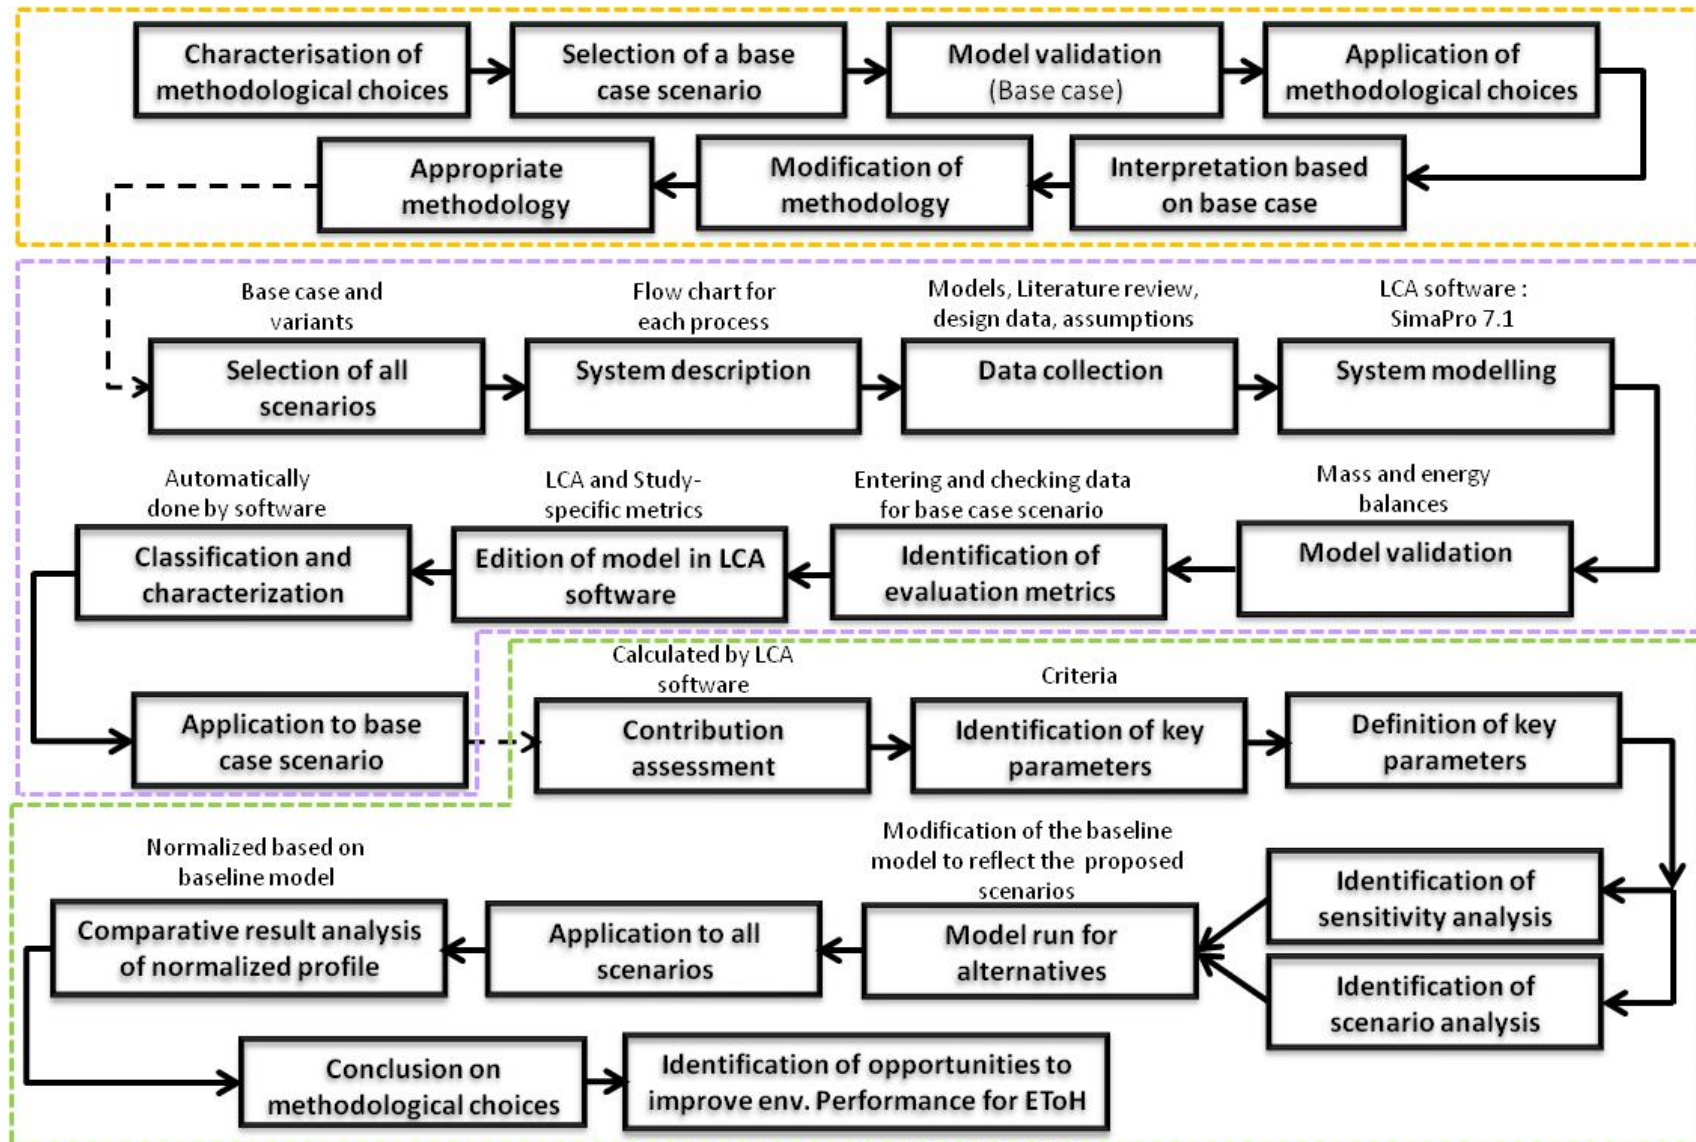 Characterisation of
methodological choices
Selection of a base
case scenario
Model validation
(Base case)
Application of
methodological choices
Interpretation based
on base case
Modification of
methodology
Appropriate
methodology
Base case and
variants
Selection of all
scenarios
Flow chart for
each process
System description
Models, Literature review,
design data, assumptions
Data collection
LCA software :
SimaPro 7.1
System modelling
Mass and energy
balances
Model validation
Entering and checking data
for base case scenario
Identification of
evaluation metrics
LCA and Study-
specific metrics
Edition of model in LCA
software
Automatically
done by software
Classification and
characterization
Application to base
case scenario
Calculated by LCA
software
Contribution
assessment
Criteria
Identification of key
parameters
Definition of key
parameters
Identification of
sensitivity analysis
Identification of
scenario analysis
Modification of the baseline
model to reflect the proposed
scenarios
Model run for
alternatives
Application to all
scenarios
Normalized based on
baseline model
Comparative result analysis
of normalized profile
Conclusion on
methodological choices
Identification of opportunities to
improve env. Performance for EToH